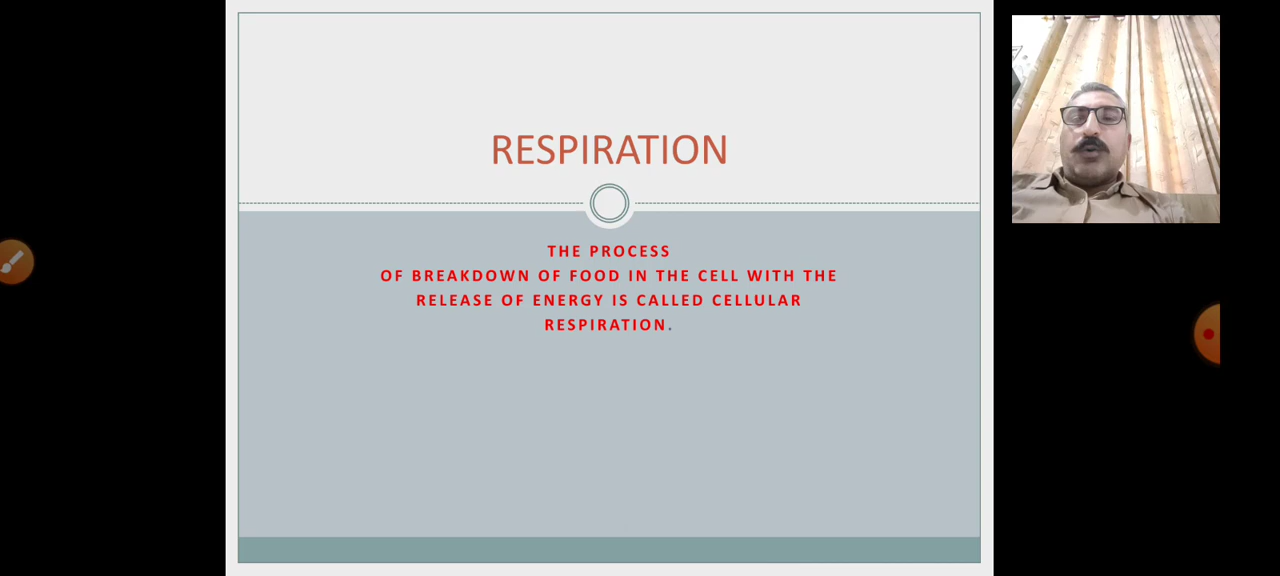 RESPIRATION
THE PROCESS
OF BREAKDOWN OF FOOD IN THE CELL WITH THE
RELEASE OF ENERGY IS CALLED CELLULAR
RESPIRATION.